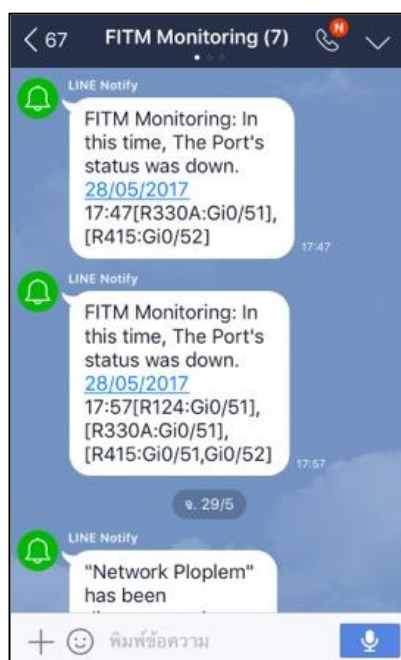 67 FITM Monitoring (7) N
LINE Notify
FITM Monitoring: In
this time, The Port's
status was down.
28/05/2017
17:47[R330A:Gi0/51],
[R415:Gi0/52]
17:47
LINE Notify
FITM Monitoring: In
this time, The Port's
status was down.
28/05/2017
17:57[R124:Gi0/51],
[R330A:Gi0/51],
[R415:Gi0/51,Gi0/52]
17:57
จ. 29/5
LINE Notify
"Network Ploplem"
has been
พิมพ์ข้อความ